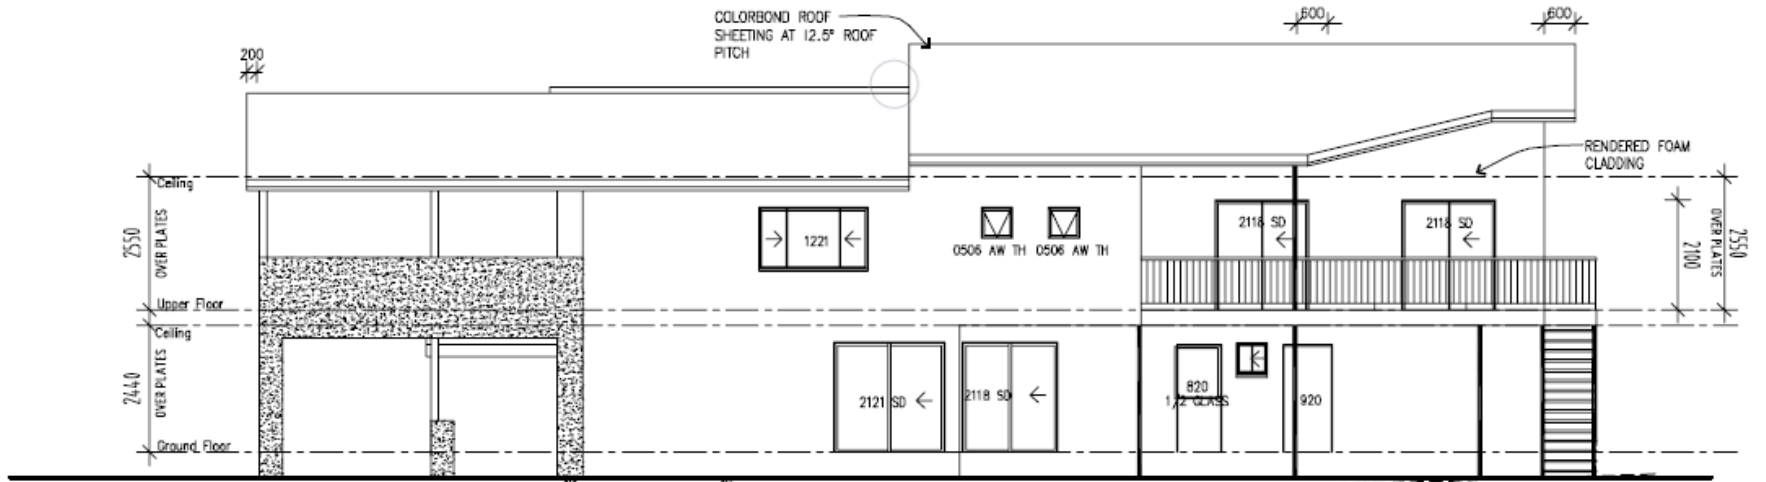 COLORBOND ROOF
SHEETING AT 12.5° ROOF
PITCH
600
600
200
RENDERED FOAM
CLADDING
Ceiling
2550
OVER PLATES
Upper Floor
1221
0506 AW TH
0506 AW TH
2118 SD
2118 SD
2100
OVER PLATES
2550
Ceiling
2440
OVER PLATES
Ground Floor
2121 SD
2118 SD
820
1/2 GLASS
920